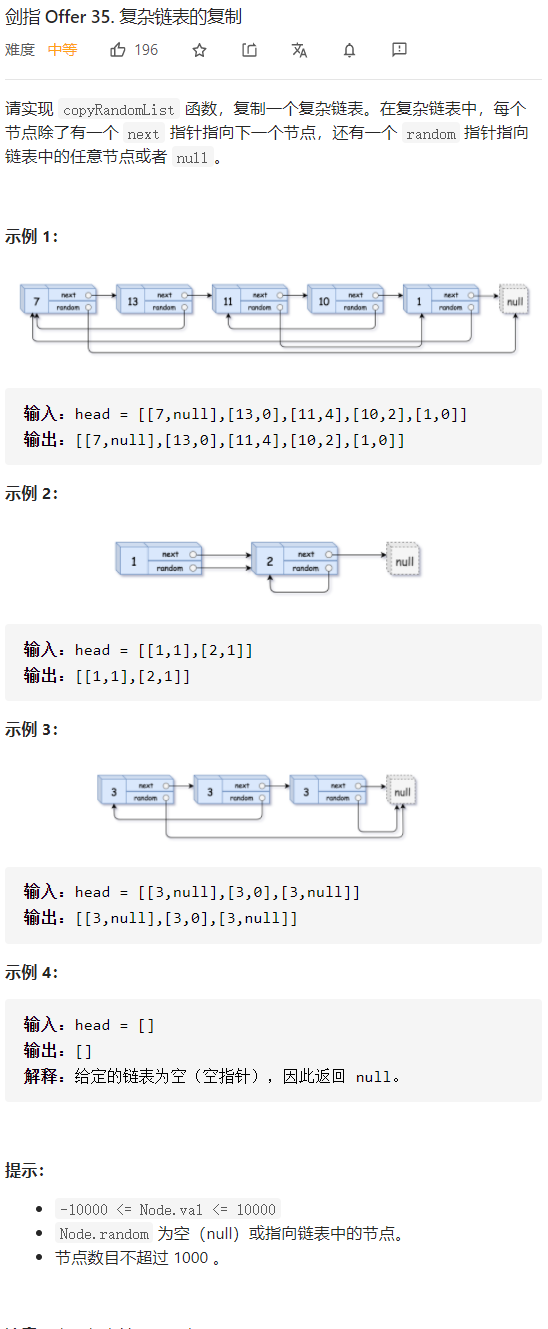 剑指 Offer 35. 复杂链表的复制
难度 中等 196
请实现 copyRandomList 函数，复制一个复杂链表。在复杂链表中，每个
节点除了有一个 next 指针指向下一个节点，还有一个 random 指针指向
链表中的任意节点或者 null 。
示例 1：
7 next random 13 next random 11 next random 10 next random 1 next random null
输入：head = [[7,null],[13,0],[11,4],[10,2],[1,0]]
输出：[[7,null],[13,0],[11,4],[10,2],[1,0]]
示例 2：
1 next random 2 next random null
输入：head = [[1,1],[2,1]]
输出：[[1,1],[2,1]]
示例 3：
3 next random 3 next random 3 next random null
输入：head = [[3,null],[3,0],[3,null]]
输出：[[3,null],[3,0],[3,null]]
示例 4：
输入：head = []
输出：[]
解释：给定的链表为空（空指针），因此返回 null。
提示：
-10000 <= Node.val <= 10000
Node.random 为空（null）或指向链表中的节点。
节点数目不超过 1000 。